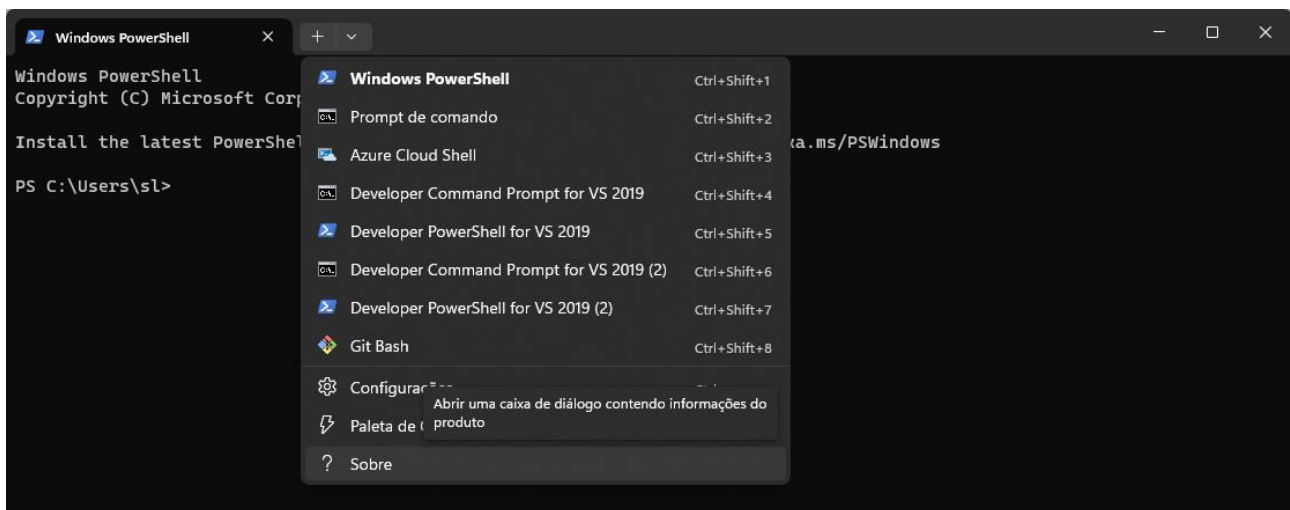 Windows PowerShell
Windows PowerShell
Copyright (C) Microsoft
Install the latest
PS C:\Users\sl>
.ms/PSWindows
Windows PowerShell Ctrl+Shift+1
Prompt de comando Ctrl+Shift+2
Azure Cloud Shell Ctrl+Shift+3
Developer Command Prompt for VS 2019 Ctrl+Shift+4
Developer PowerShell for VS 2019 Ctrl+Shift+5
Developer Command Prompt for VS 2019 (2) Ctrl+Shift+6
Developer PowerShell for VS 2019 (2) Ctrl+Shift+7
Git Bash Ctrl+Shift+8
Abrir uma caixa de diálogo contendo informações do
produto
Paleta de
Sobre